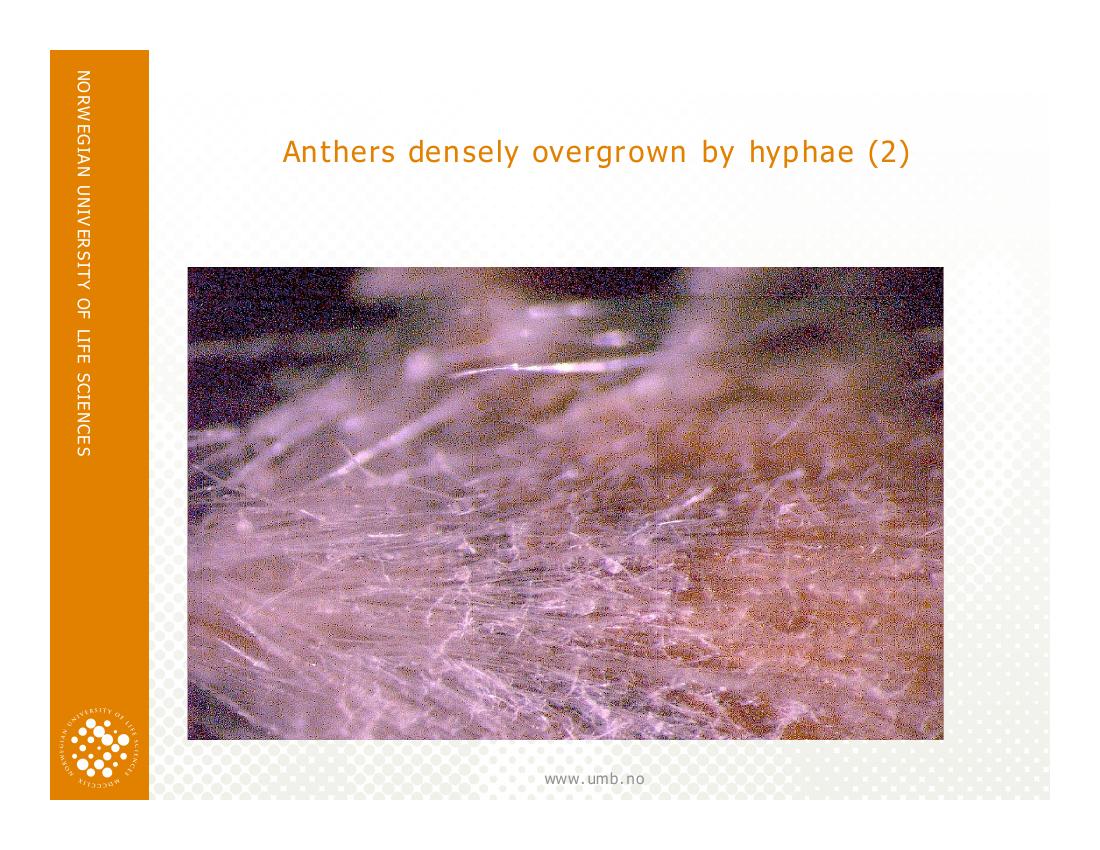 NORWEGIAN UNIVERSITY OF LIFE SCIENCES
Anthers densely overgrown by hyphae (2)
NORWEGIAN UNIVERSITY OF LIFE SCIENCES
MDCCCLIX
www.umb.no